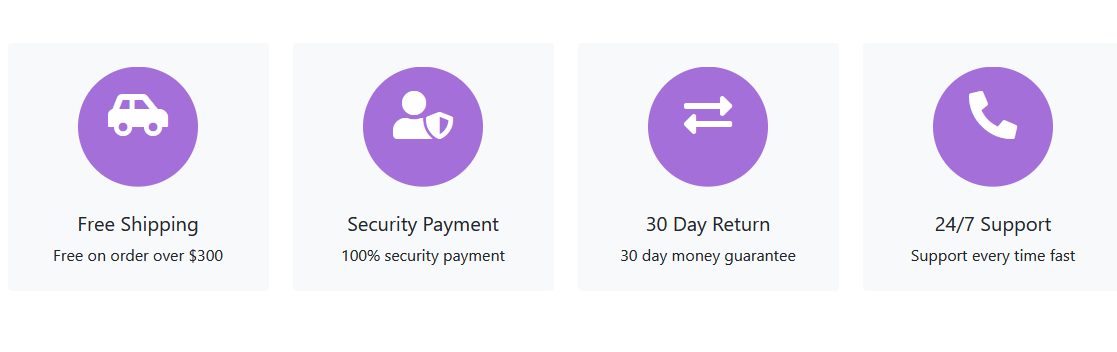 Free Shipping
Free on order over $300
Security Payment
100% security payment
30 Day Return
30 day money guarantee
24/7 Support
Support every time fast